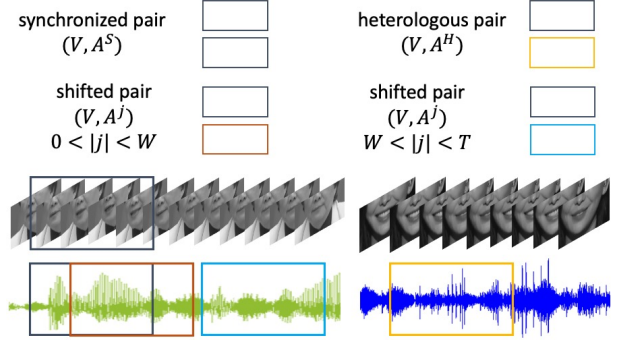 synchronized pair
(V, A^S)
heterologous pair
(V, A^H)
shifted pair
(V, A^j)
0 < |j| < W
shifted pair
(V, A^j)
W < |j| < T